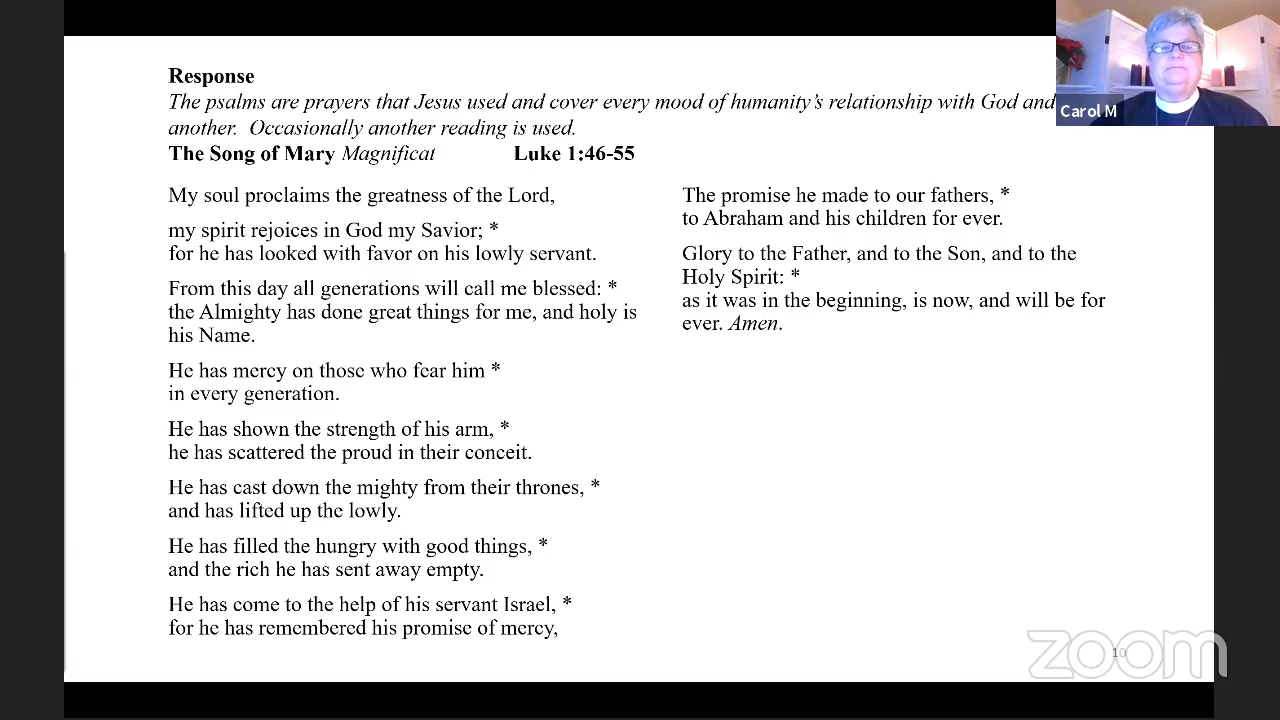 Response
The psalms are prayers that Jesus used and cover every mood of humanity's relationship with God and
another. Occasionally another reading is used.
The Song of Mary Magnificat Luke 1:46-55
My soul proclaims the greatness of the Lord,
my spirit rejoices in God my Savior; *
for he has looked with favor on his lowly servant.
From this day all generations will call me blessed: *
the Almighty has done great things for me, and holy is
his Name.
He has mercy on those who fear him *
in every generation.
He has shown the strength of his arm, *
he has scattered the proud in their conceit.
He has cast down the mighty from their thrones, *
and has lifted up the lowly.
He has filled the hungry with good things, *
and the rich he has sent away empty.
He has come to the help of his servant Israel, *
for he has remembered his promise of mercy,
The promise he made to our fathers, *
to Abraham and his children for ever.
Glory to the Father, and to the Son, and to the
Holy Spirit: *
as it was in the beginning, is now, and will be for
ever. Amen.
Carol M
10
zoom